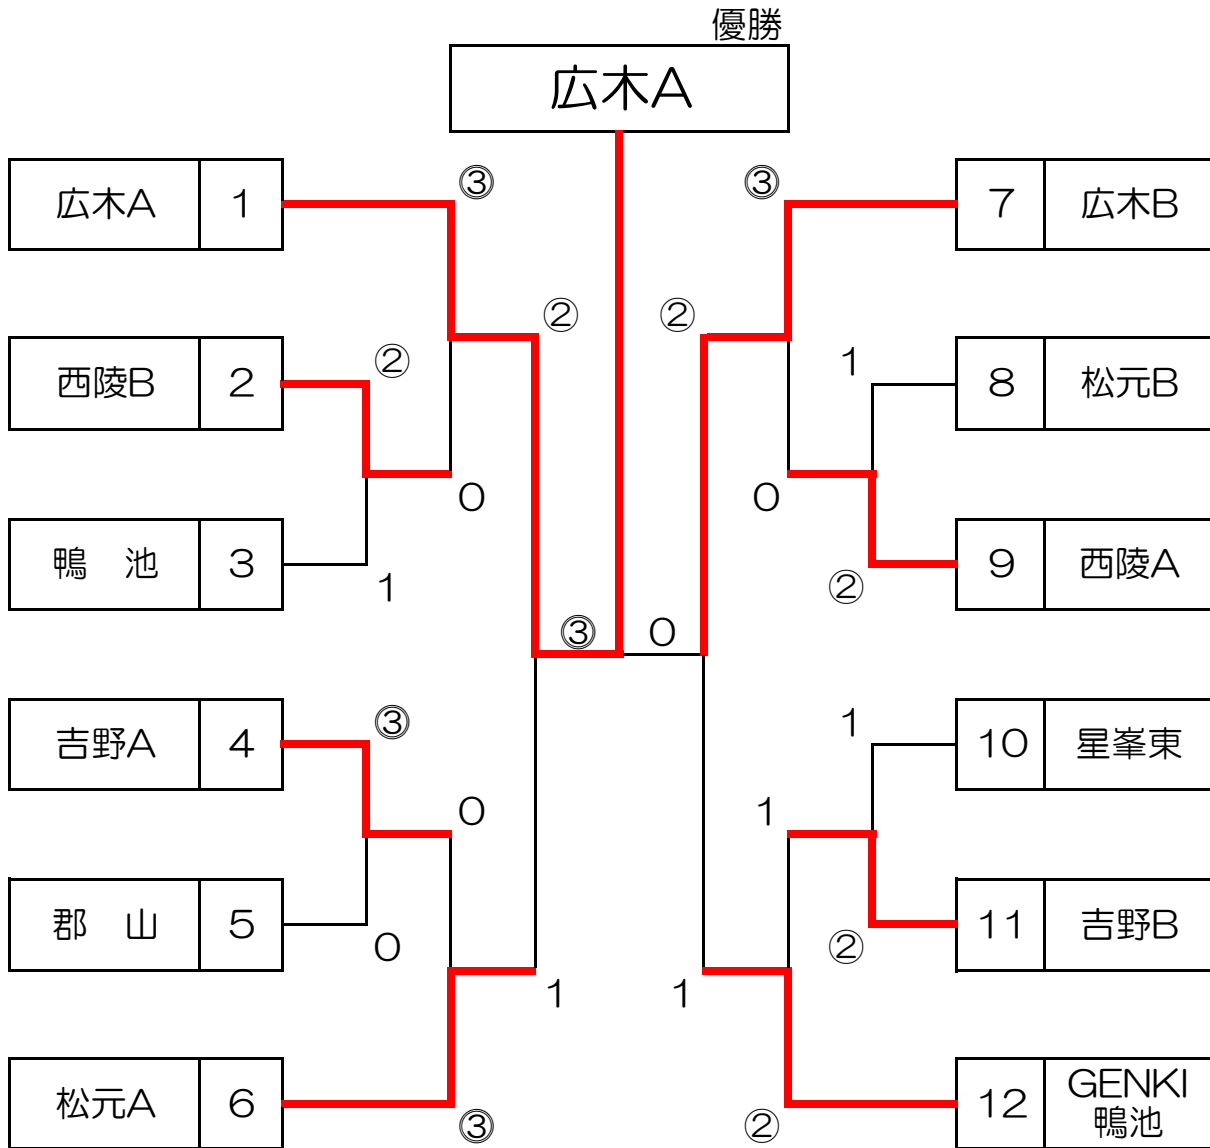 優勝
広木A
③ ③
広木A 1
7 広木B
② ②
② 1
西陵B 2
8 松元B
0 0
鴨　池 3
9 西陵A
1 ②
③ 0
③ 1
吉野A 4
10 星峯東
0 1
郡　山 5
11 吉野B
0 ②
1 1
松元A 6
12 GENKI
鴨池
③ ②